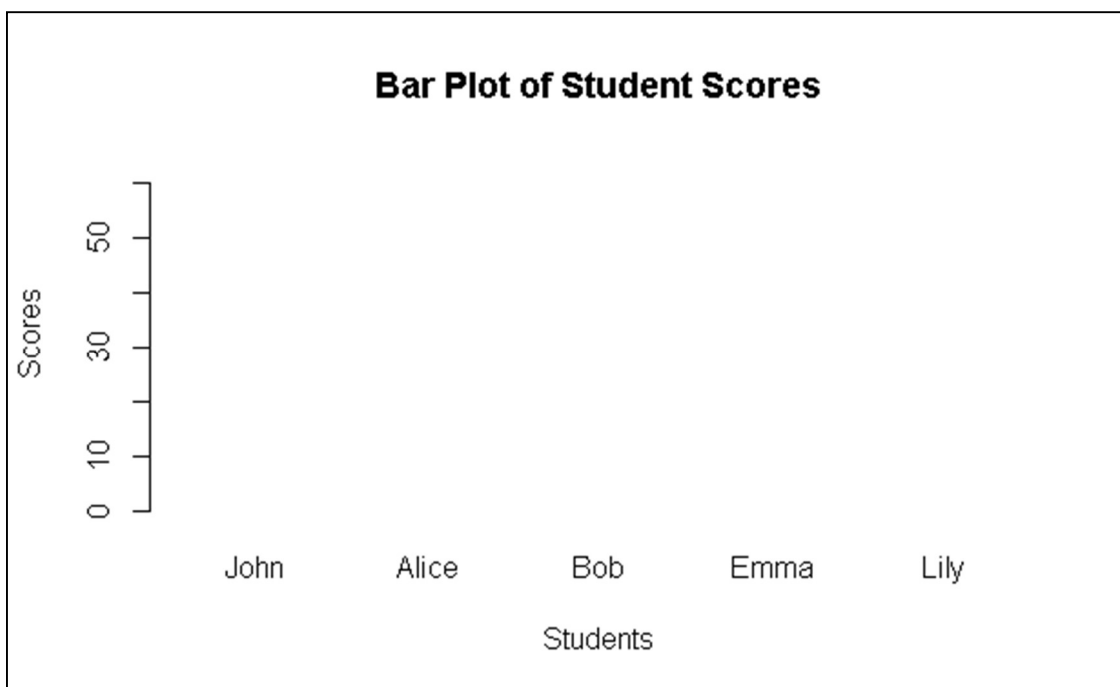 Bar Plot of Student Scores
Scores
50
30
10
0
John Alice Bob Emma Lily
Students